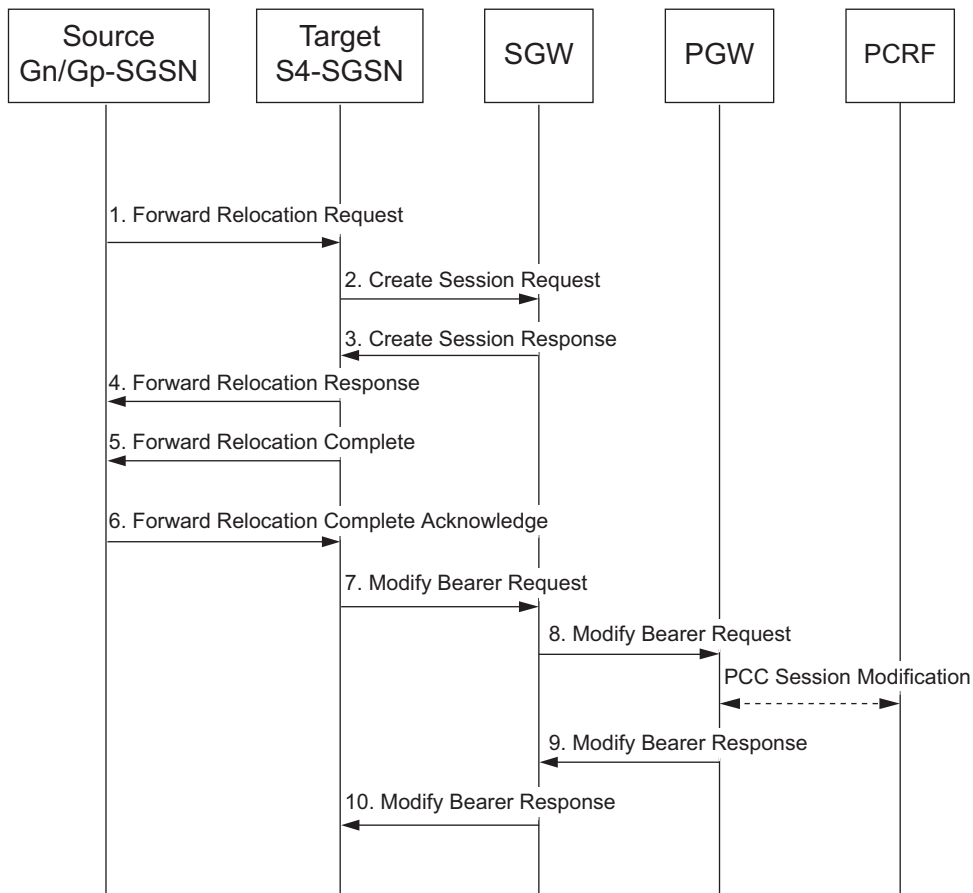 Source
Gn/Gp-SGSN
Target
S4-SGSN
SGW
PGW
PCRF
1. Forward Relocation Request
2. Create Session Request
3. Create Session Response
4. Forward Relocation Response
5. Forward Relocation Complete
6. Forward Relocation Complete Acknowledge
7. Modify Bearer Request
8. Modify Bearer Request
PCC Session Modification
9. Modify Bearer Response
10. Modify Bearer Response